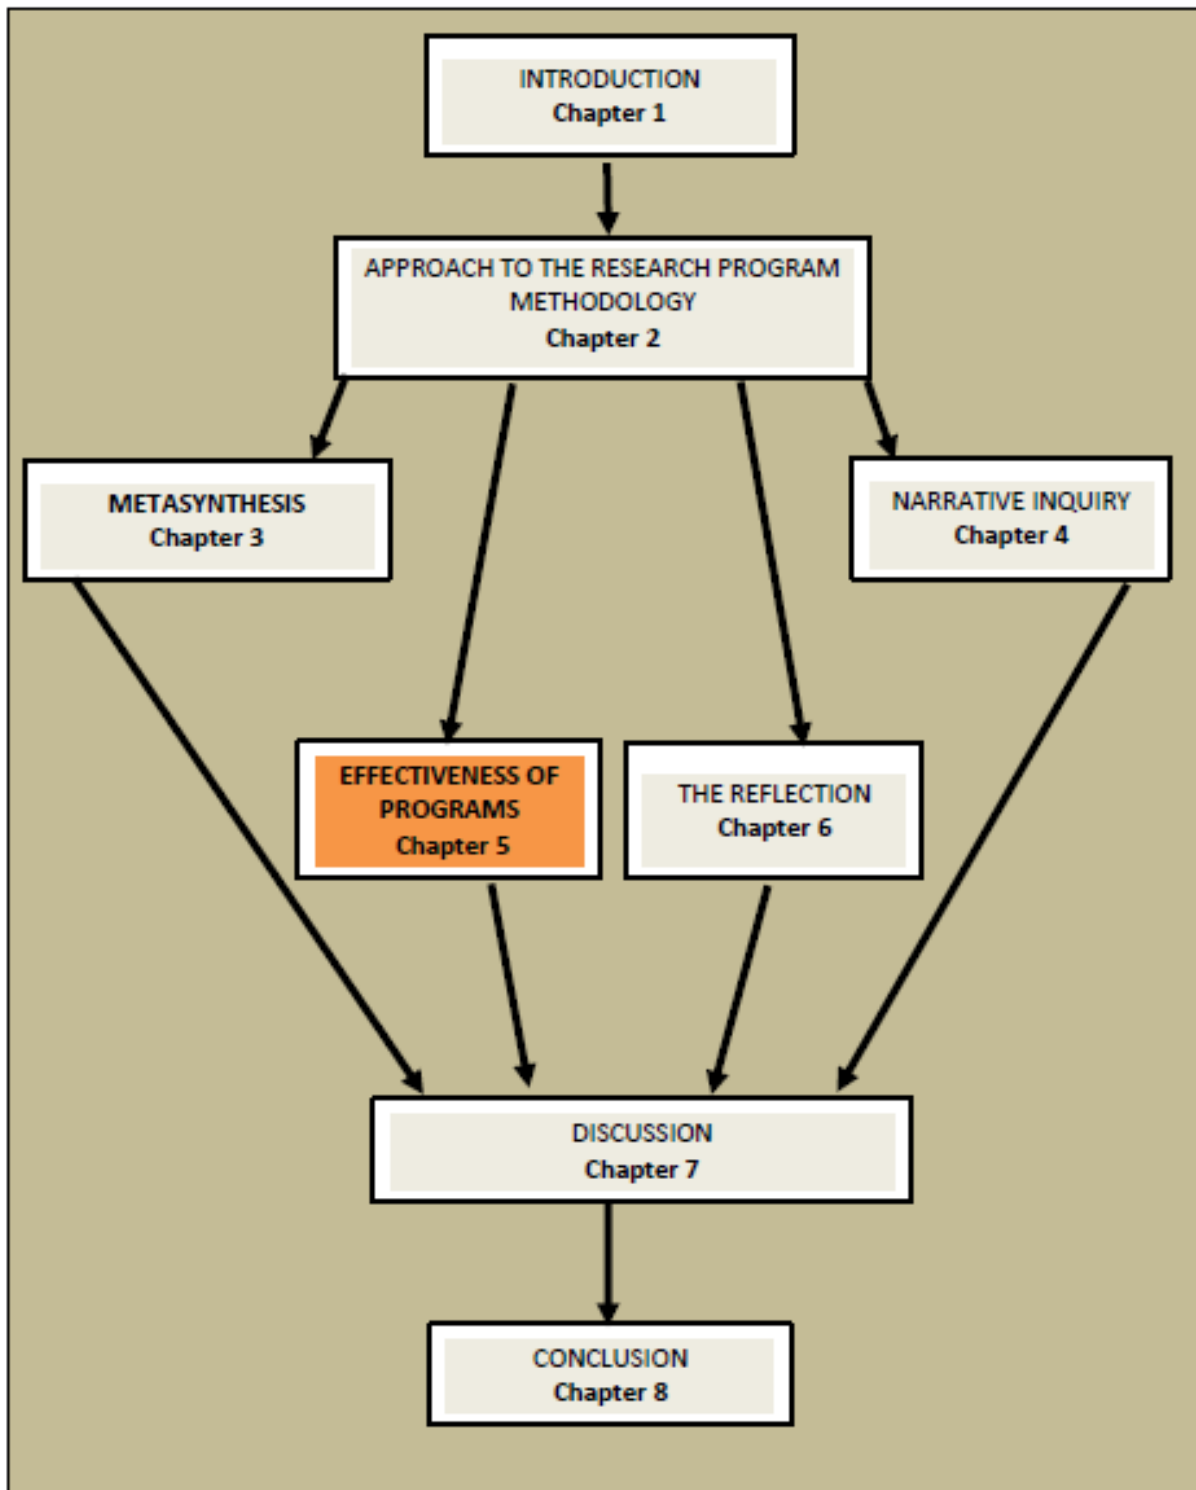 INTRODUCTION
Chapter 1
APPROACH TO THE RESEARCH PROGRAM
METHODOLOGY
Chapter 2
METASYNTHESIS
Chapter 3
NARRATIVE INQUIRY
Chapter 4
EFFECTIVENESS OF
PROGRAMS
Chapter 5
THE REFLECTION
Chapter 6
DISCUSSION
Chapter 7
CONCLUSION
Chapter 8